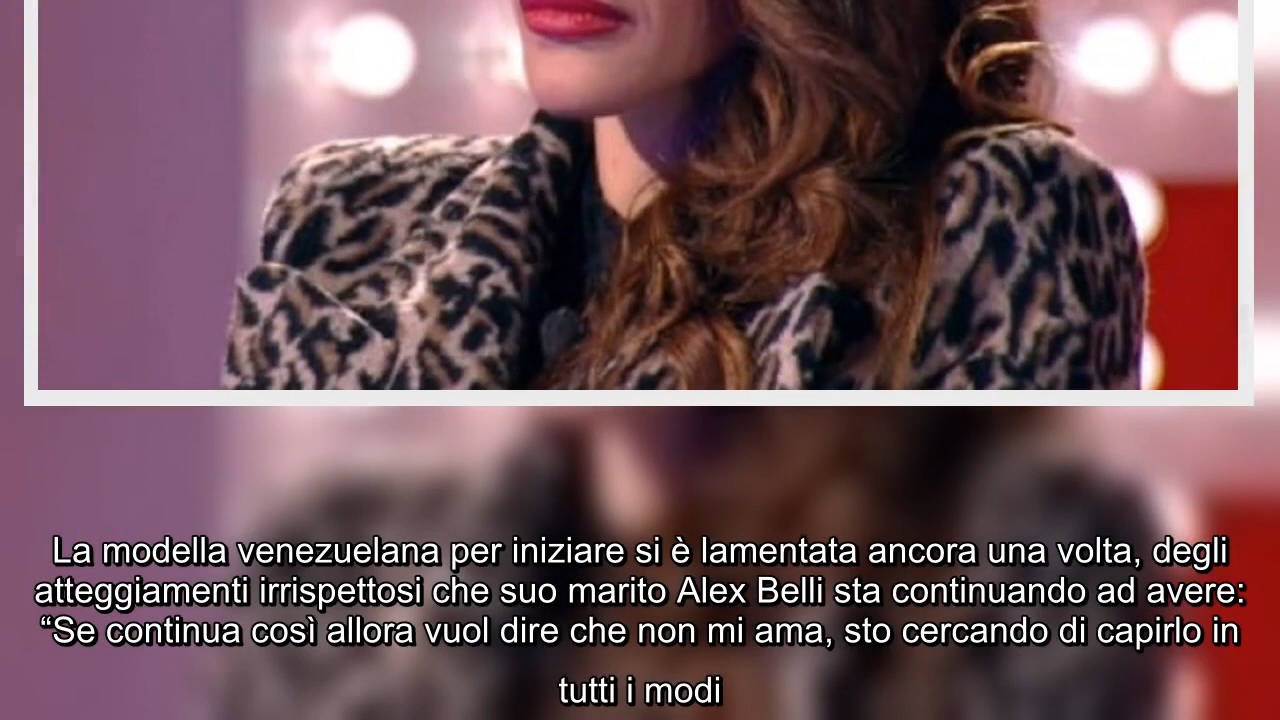 La modella venezuelana per iniziare si è lamentata ancora una volta, degli
atteggiamenti irrispettosi che suo marito Alex Belli sta continuando ad avere:
“Se continua così allora vuol dire che non mi ama, sto cercando di capirlo in
tutti i modi